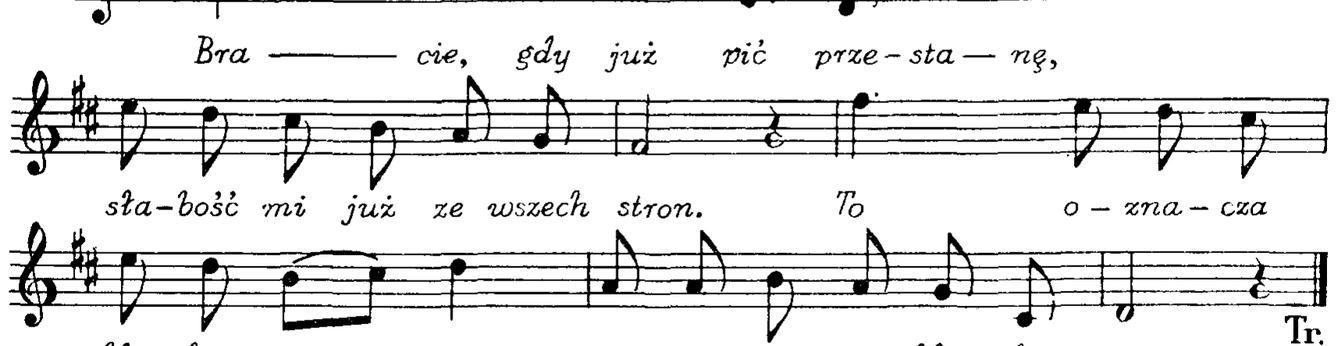 Bra — cie, gdy już pić prze-sta — nę,
sła-bość mi już ze wszech stron. To o-zna-cza
Tr.